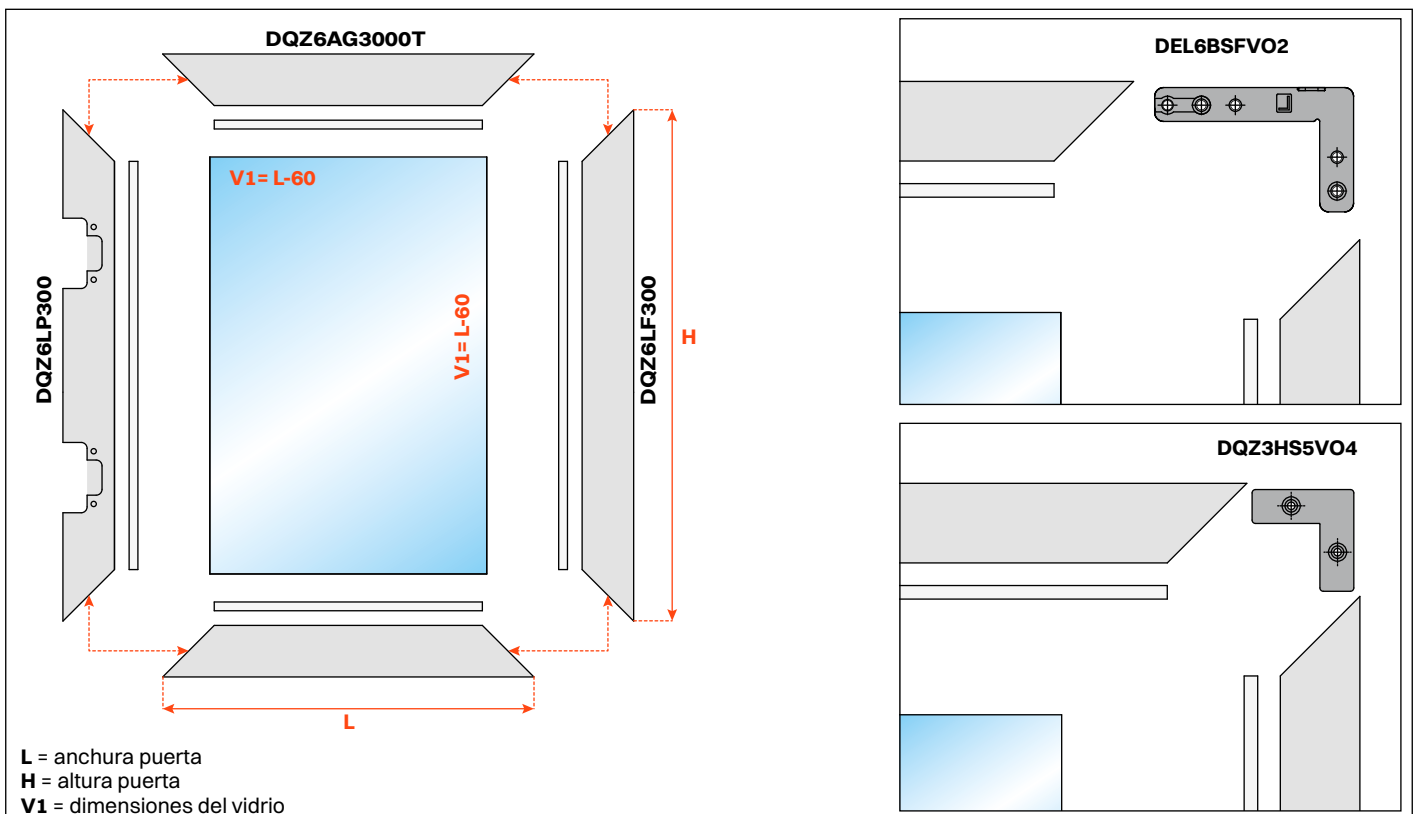 DQZ6AG3000T
V1= L-60
V1= L-60
DQZ6LP300
DQZ6LF300
H
L
L = anchura puerta
H = altura puerta
V1 = dimensiones del vidrio
DEL6BSFVO2
DQZ3HS5VO4